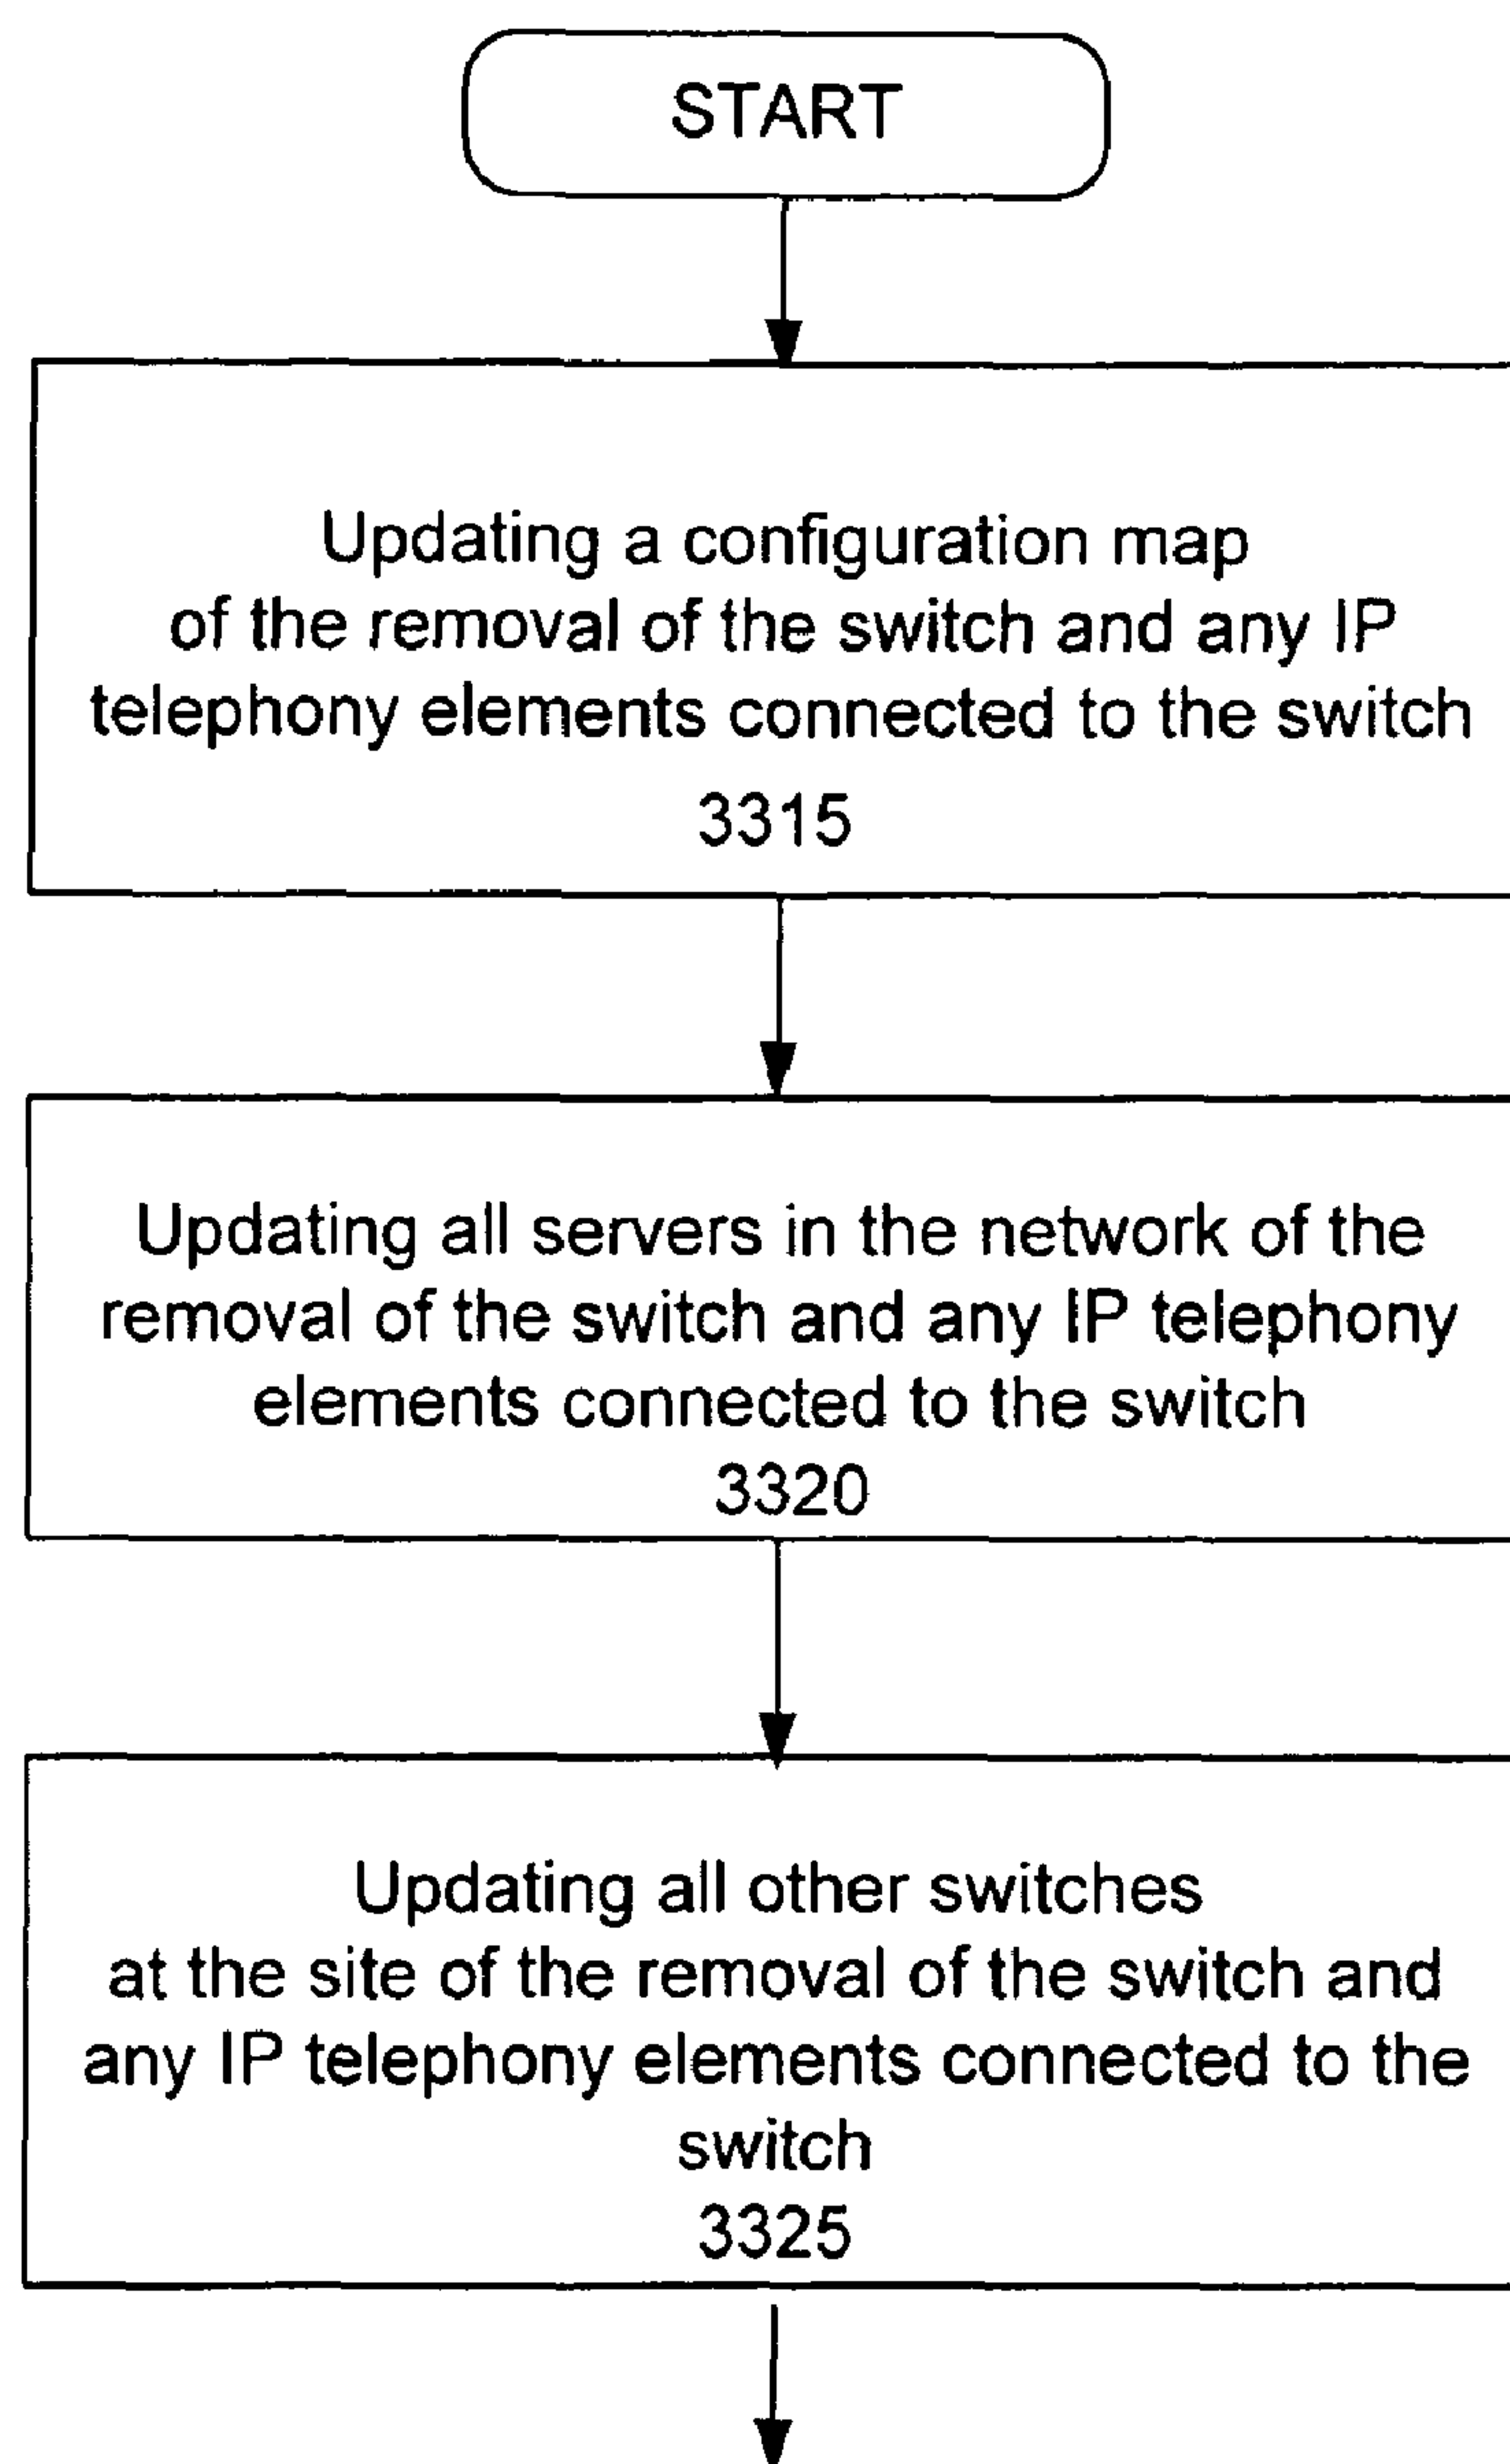 START
Updating a configuration map
of the removal of the switch and any IP
telephony elements connected to the switch
3315
Updating all servers in the network of the
removal of the switch and any IP telephony
elements connected to the switch
3320
Updating all other switches
at the site of the removal of the switch and
any IP telephony elements connected to the
switch
3325